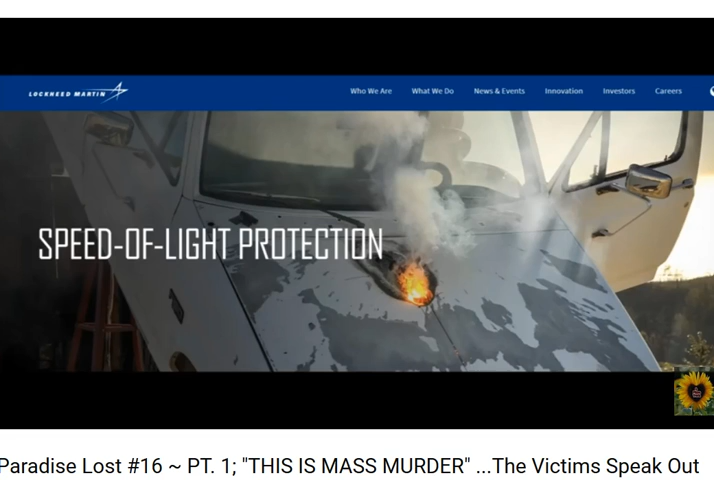 LOCKHEED MARTIN Who We Are What We Do News & Events Innovation Investors Careers
SPEED-OF-LIGHT PROTECTION
Paradise Lost #16 ~ PT. 1; "THIS IS MASS MURDER" ...The Victims Speak Out